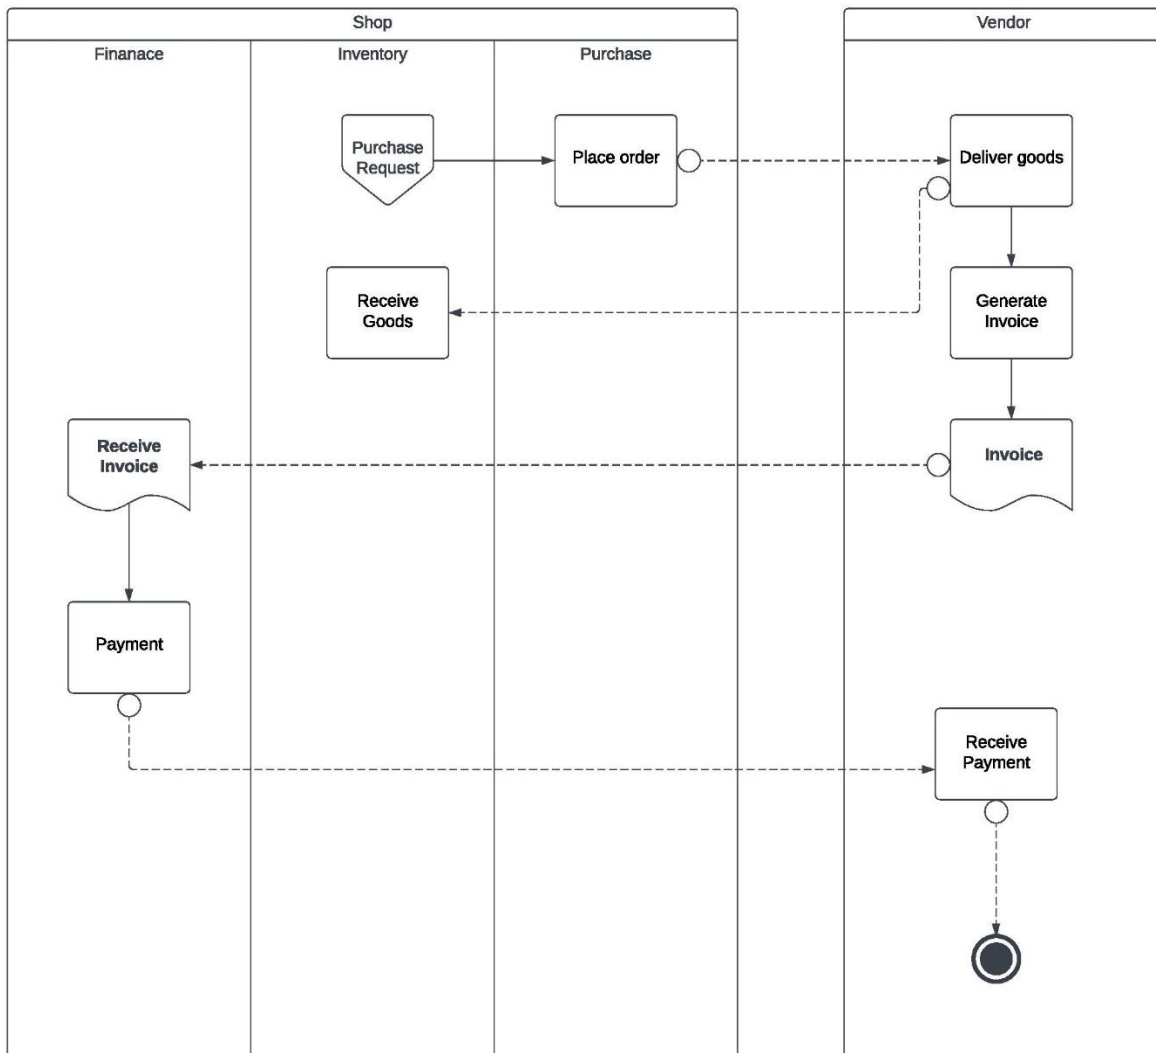 Shop
Vendor
Finanace
Inventory
Purchase
Purchase
Request
Place order
Deliver goods
Receive
Goods
Generate
Invoice
Receive
Invoice
Invoice
Payment
Receive
Payment